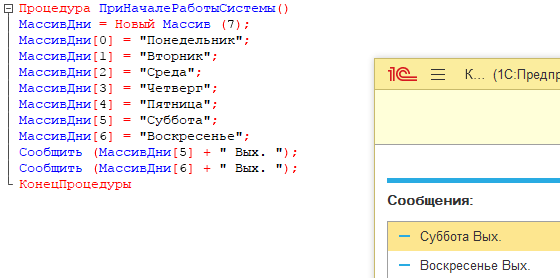 Процедура ПриНачалеРаботыСистемы()
МассивДни = Новый Массив (7);
МассивДни[0] = "Понедельник";
МассивДни[1] = "Вторник";
МассивДни[2] = "Среда";
МассивДни[3] = "Четверг";
МассивДни[4] = "Пятница";
МассивДни[5] = "Суббота";
МассивДни[6] = "Воскресенье";
Сообщить (МассивДни[5] + " Вых. ");
Сообщить (МассивДни[6] + " Вых. ");
КонецПроцедуры
1С К... (1С:Предпр
Сообщения:
Суббота Вых.
Воскресенье Вых.